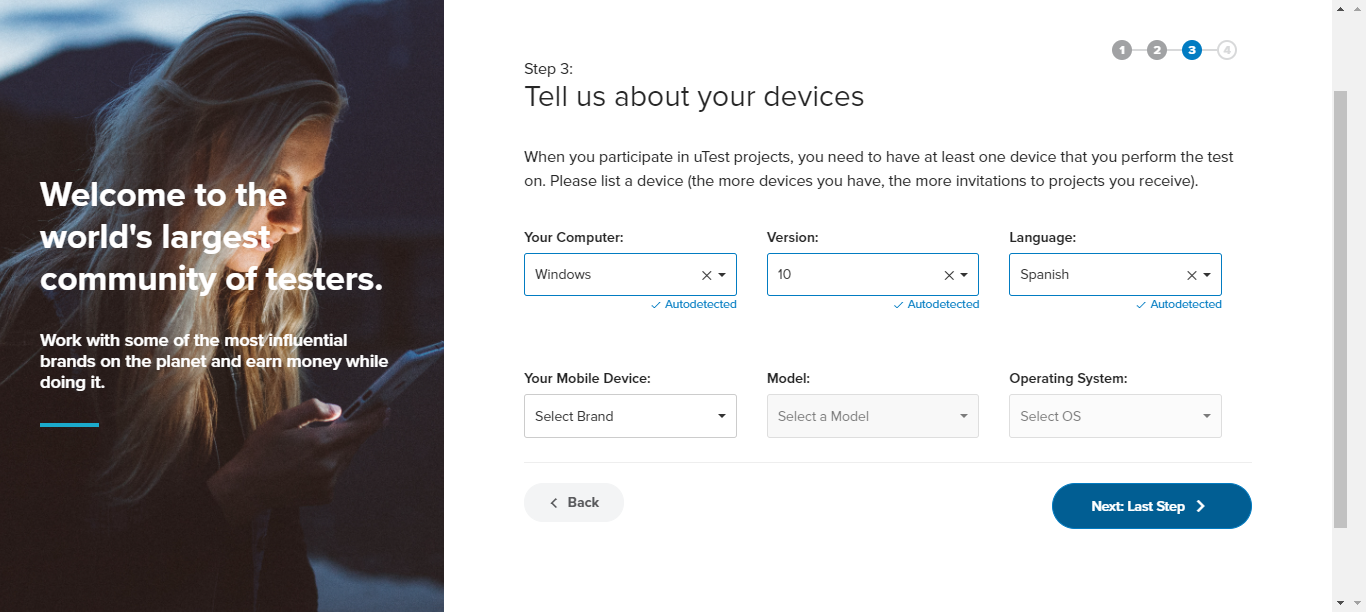 Welcome to the
world's largest
community of testers.
Work with some of the most influential
brands on the planet and earn money while
doing it.
1 2 3 4
Step 3:
Tell us about your devices
When you participate in uTest projects, you need to have at least one device that you perform the test
on. Please list a device (the more devices you have, the more invitations to projects you receive).
Your Computer: Version: Language:
Windows 10 Spanish
Autodetected Autodetected Autodetected
Your Mobile Device: Model: Operating System:
Select Brand Select a Model Select OS
Back Next: Last Step